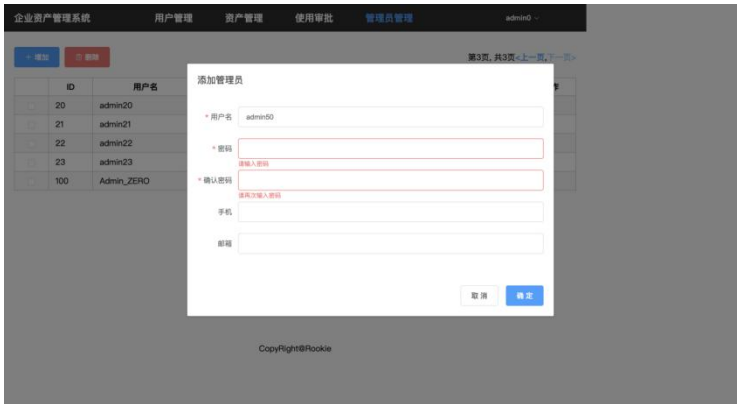 企业资产管理系统 用户管理 资产管理 使用审批 管理员管理 admin0
+ 增加 删除 第3页, 共3页<上一页,下一页>
ID 用户名 作
20 admin20
21 admin21
22 admin22
23 admin23
100 Admin_ZERO
添加管理员
* 用户名 admin50
* 密码
请输入密码
* 确认密码
请再次输入密码
手机
邮箱
取 消 确 定
CopyRight@Rookie